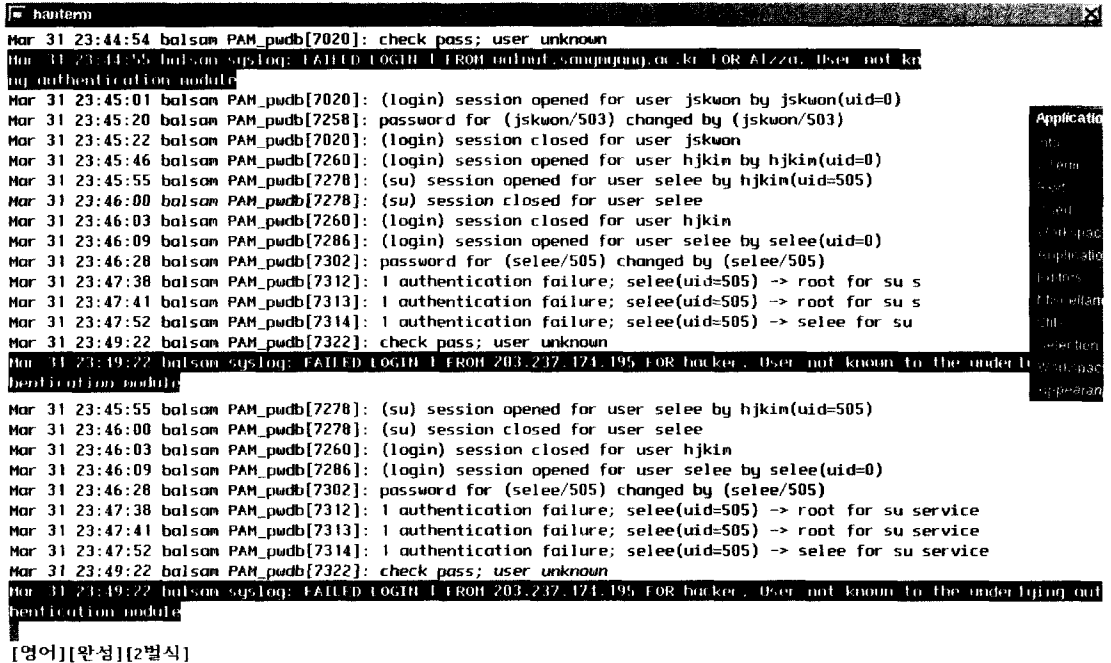 hanterm
Mar 31 23:44:54 balsam PAM_pwdb[7020]: check pass; user unknown
Mar 31 23:44:55 balsam syslog: FAILED LOGIN 1 FROM walnut.sangmyung.ac.kr FOR Alzza, User not kn
ng authentication module
Mar 31 23:45:01 balsam PAM_pwdb[7020]: (login) session opened for user jskwon by jskwon(uid=0)
Mar 31 23:45:20 balsam PAM_pwdb[7258]: password for (jskwon/503) changed by (jskwon/503)
Mar 31 23:45:22 balsam PAM_pwdb[7020]: (login) session closed for user jskwon
Mar 31 23:45:46 balsam PAM_pwdb[7260]: (login) session opened for user hjkim by hjkim(uid=0)
Mar 31 23:45:55 balsam PAM_pwdb[7278]: (su) session opened for user selee by hjkim(uid=505)
Mar 31 23:46:00 balsam PAM_pwdb[7278]: (su) session closed for user selee
Mar 31 23:46:03 balsam PAM_pwdb[7260]: (login) session closed for user hjkim
Mar 31 23:46:09 balsam PAM_pwdb[7286]: (login) session opened for user selee by selee(uid=0)
Mar 31 23:46:28 balsam PAM_pwdb[7302]: password for (selee/505) changed by (selee/505)
Mar 31 23:47:38 balsam PAM_pwdb[7312]: 1 authentication failure; selee(uid=505) -> root for su s
Mar 31 23:47:41 balsam PAM_pwdb[7313]: 1 authentication failure; selee(uid=505) -> root for su s
Mar 31 23:47:52 balsam PAM_pwdb[7314]: 1 authentication failure; selee(uid=505) -> selee for su
Mar 31 23:49:22 balsam PAM_pwdb[7322]: check pass; user unknown
Mar 31 23:49:22 balsam syslog: FAILED LOGIN 1 FROM 203.237.171.195 FOR hacker, User not known to the underly
hentication module
Mar 31 23:45:55 balsam PAM_pwdb[7278]: (su) session opened for user selee by hjkim(uid=505)
Mar 31 23:46:00 balsam PAM_pwdb[7278]: (su) session closed for user selee
Mar 31 23:46:03 balsam PAM_pwdb[7260]: (login) session closed for user hjkim
Mar 31 23:46:09 balsam PAM_pwdb[7286]: (login) session opened for user selee by selee(uid=0)
Mar 31 23:46:28 balsam PAM_pwdb[7302]: password for (selee/505) changed by (selee/505)
Mar 31 23:47:38 balsam PAM_pwdb[7312]: 1 authentication failure; selee(uid=505) -> root for su service
Mar 31 23:47:41 balsam PAM_pwdb[7313]: 1 authentication failure; selee(uid=505) -> root for su service
Mar 31 23:47:52 balsam PAM_pwdb[7314]: 1 authentication failure; selee(uid=505) -> selee for su service
Mar 31 23:49:22 balsam PAM_pwdb[7322]: check pass; user unknown
Mar 31 23:49:22 balsam syslog: FAILED LOGIN 1 FROM 203.237.171.195 FOR hacker, User not known to the underlying aut
hentication module
[영어][완성][2벌식]
Applicatio
Workspac
Applicatio
Editors
Miscellan
Utils
Selection
Workspac
Appearan